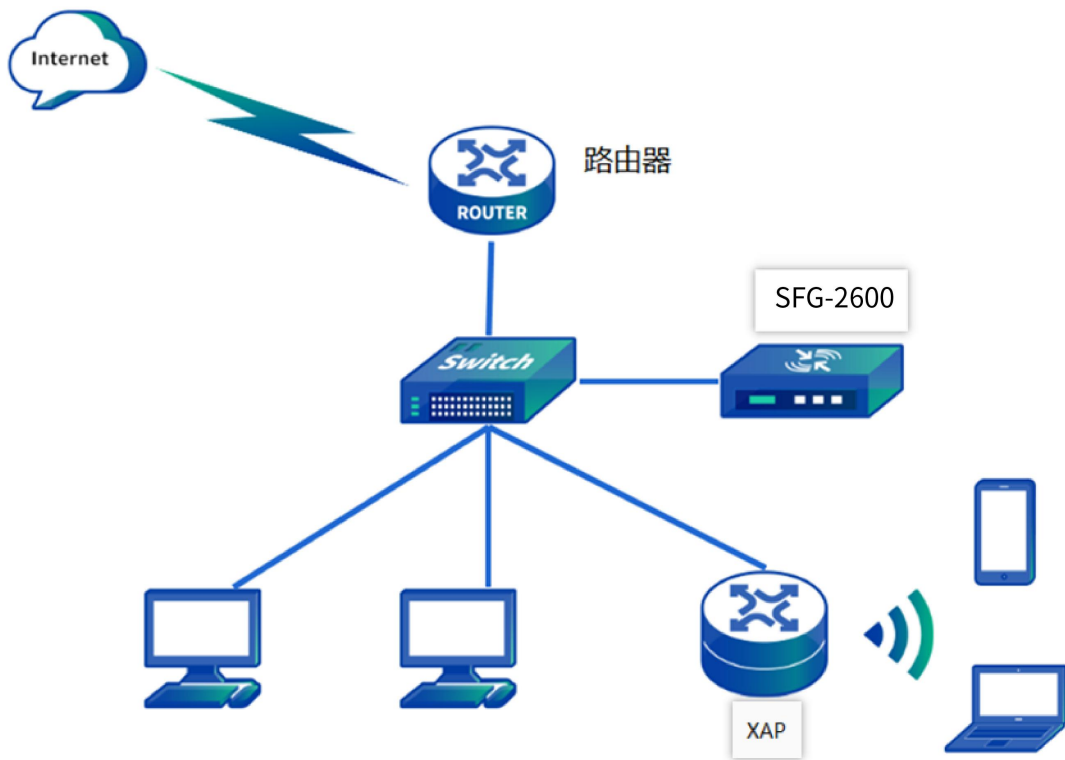 Internet
路由器
ROUTER
SFG-2600
Switch
XAP